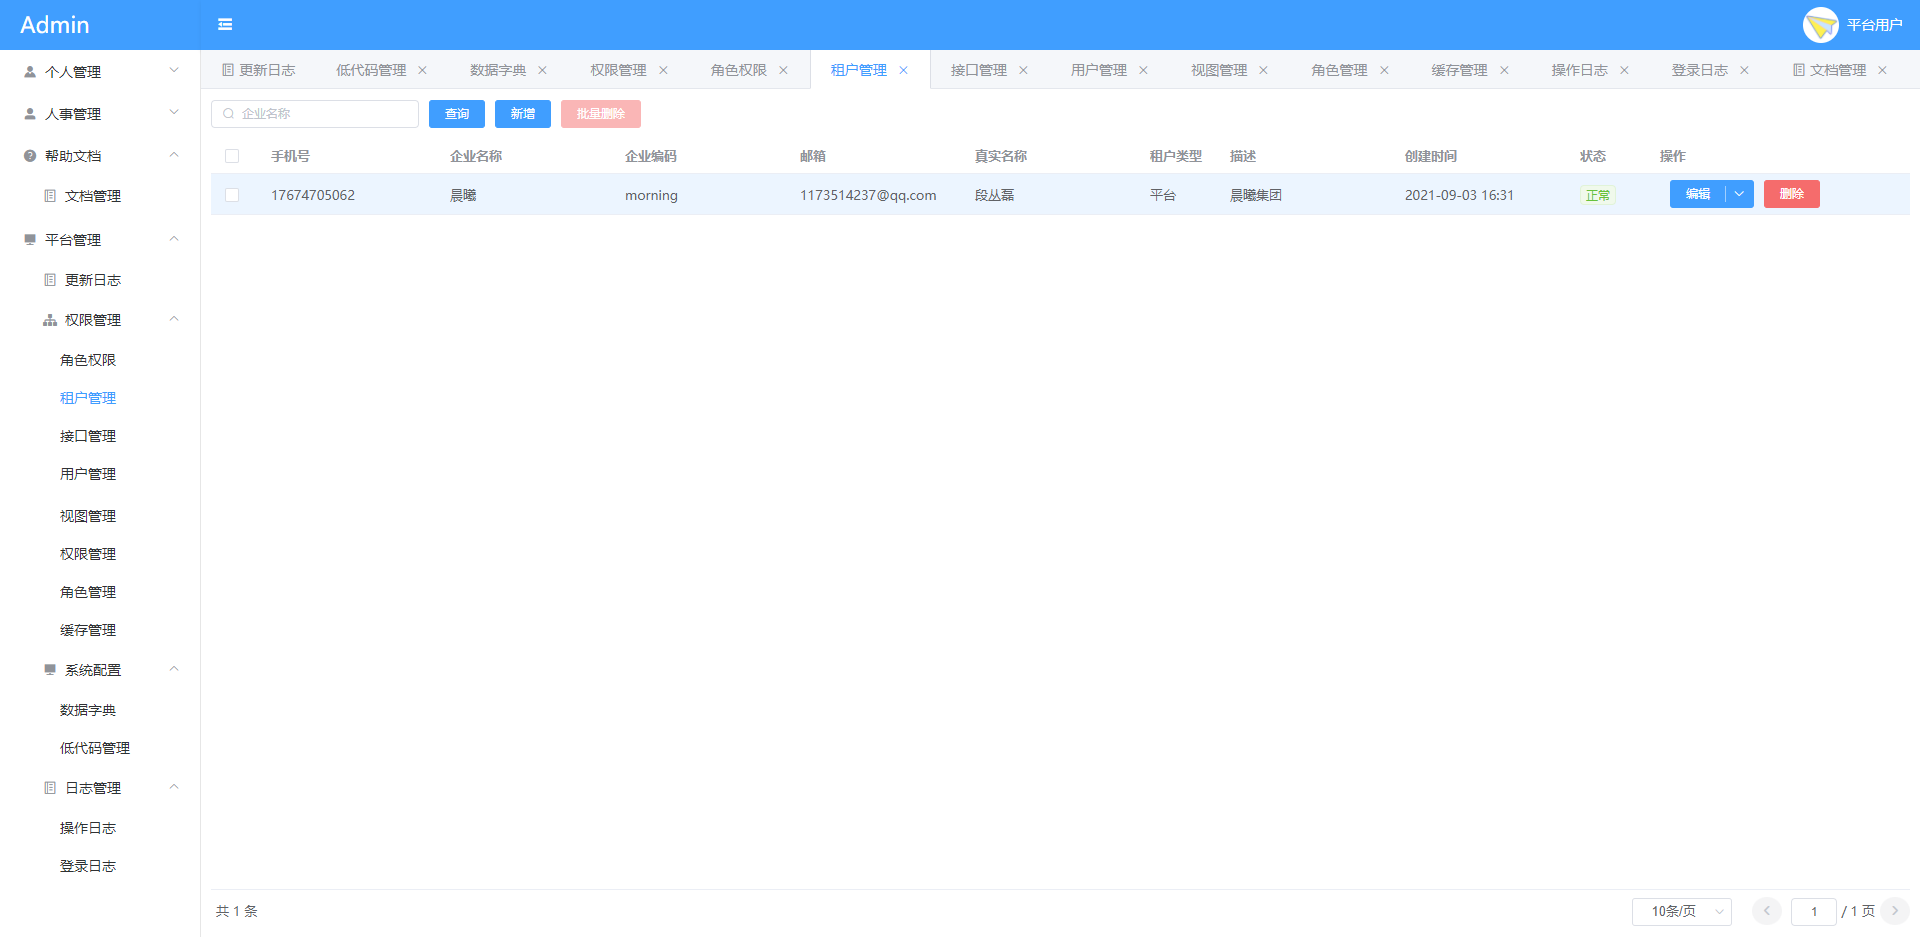 Admin
平台用户
个人管理
人事管理
帮助文档
文档管理
平台管理
更新日志
权限管理
角色权限
租户管理
接口管理
用户管理
视图管理
权限管理
角色管理
缓存管理
系统配置
数据字典
低代码管理
日志管理
操作日志
登录日志
更新日志 低代码管理 数据字典 权限管理 角色权限 租户管理 接口管理 用户管理 视图管理 角色管理 缓存管理 操作日志 登录日志 文档管理
企业名称 查询 新增 批量删除
手机号 企业名称 企业编码 邮箱 真实名称 租户类型 描述 创建时间 状态 操作
17674705062 晨曦 morning 1173514237@qq.com 段丛磊 平台 晨曦集团 2021-09-03 16:31 正常 编辑 删除
共 1 条 10条/页 1 / 1 页